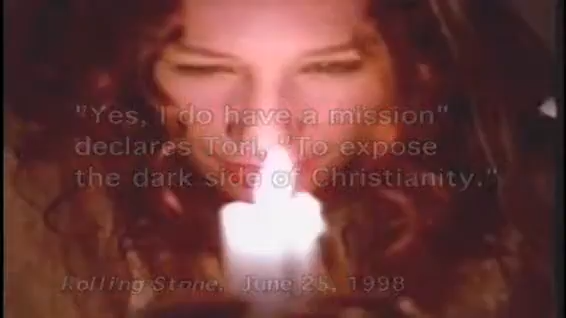 "Yes, I do have a mission"
declares Tori, "To expose
the dark side of Christianity."
Rolling Stone, June 25, 1998